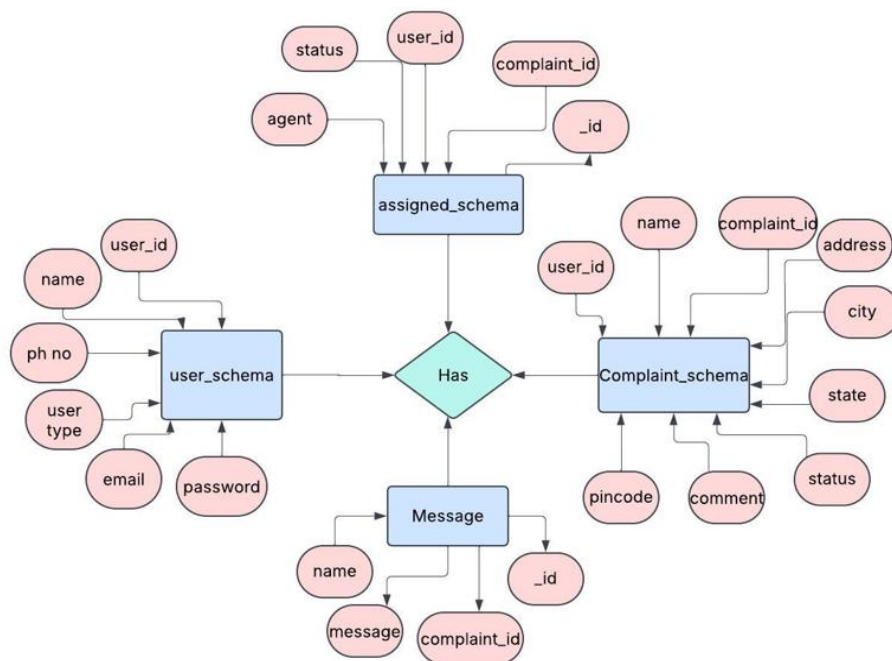 user_id
status
complaint_id
agent
_id
assigned_schema
user_id
name
complaint_id
address
name
user_id
city
ph no
user_schema
Has
Complaint_schema
state
user
type
email
password
pincode
comment
status
Message
name
_id
message
complaint_id